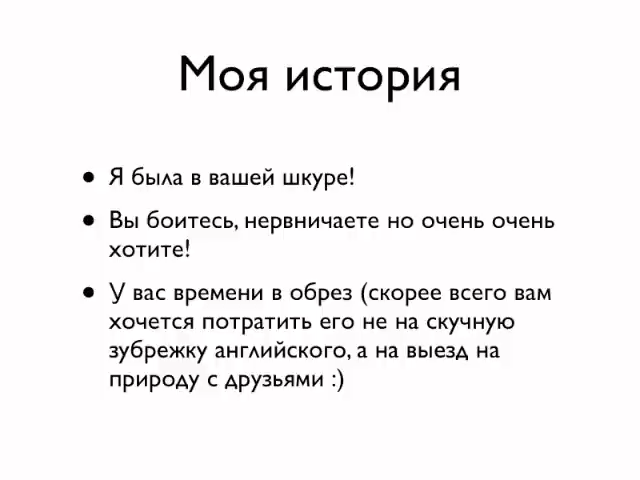 Моя история
• Я была в вашей шкуре!
• Вы боитесь, нервничаете но очень очень
хотите!
• У вас времени в обрез (скорее всего вам
хочется потратить его не на скучную
зубрежку английского, а на выезд на
природу с друзьями :)